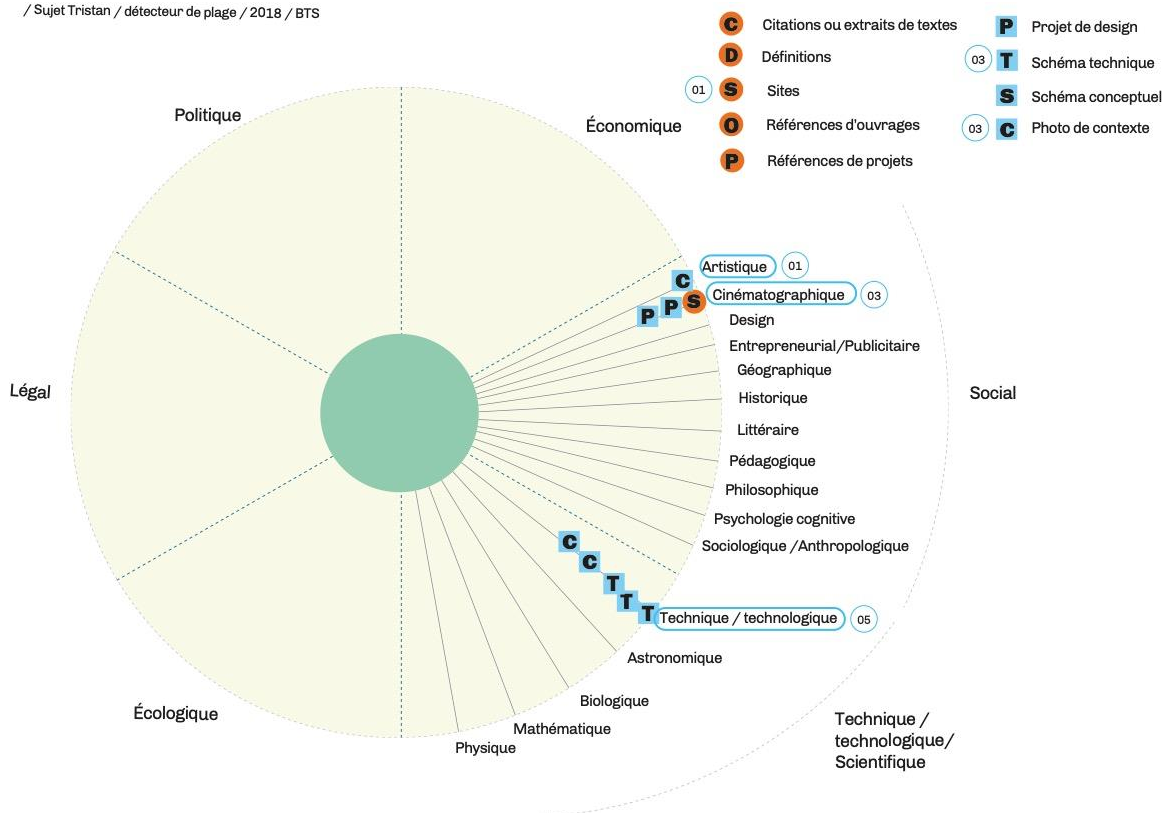 / Sujet Tristan / détecteur de plage / 2018 / BTS
C Citations ou extraits de textes
D Définitions
01 S Sites
O Références d'ouvrages
P Références de projets
P Projet de design
03 T Schéma technique
S Schéma conceptuel
03 C Photo de contexte
Politique
Économique
Légal
Écologique
Social
C Artistique 01
P P S Cinématographique 03
Design
Entrepreneurial/Publicitaire
Géographique
Historique
Littéraire
Pédagogique
Philosophique
Psychologie cognitive
Sociologique /Anthropologique
C
C
T
T
T Technique / technologique 05
Astronomique
Biologique
Mathématique
Physique
Technique /
technologique/
Scientifique